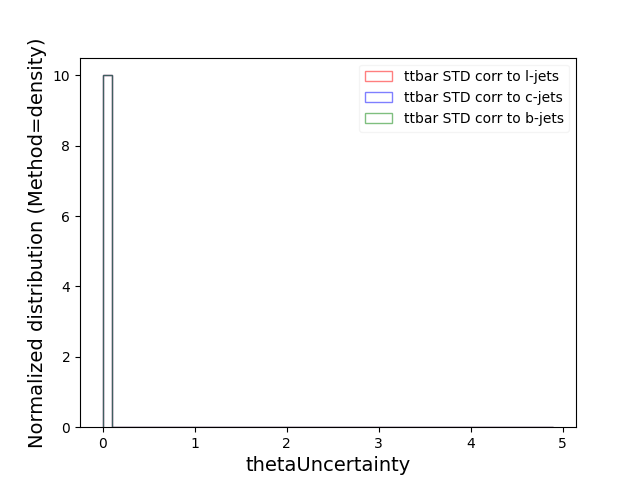 Normalized distribution (Method=density)
10
8
6
4
2
0
ttbar STD corr to l-jets
ttbar STD corr to c-jets
ttbar STD corr to b-jets
0 1 2 3 4 5
thetaUncertainty